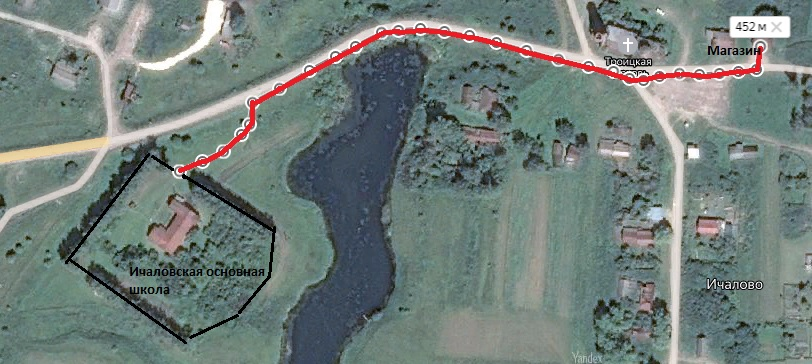 452 м
Магазин
Троицкая
Ичаловская основная
школа
Ичалово
Yandex